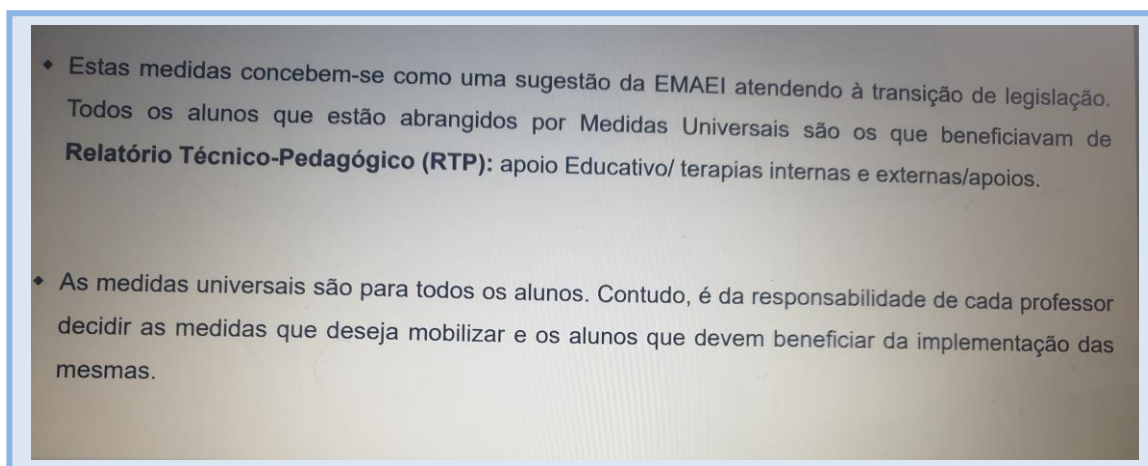 • Estas medidas concebem-se como uma sugestão da EMAEI atendendo à transição de legislação.
Todos os alunos que estão abrangidos por Medidas Universais são os que beneficiavam de
Relatório Técnico-Pedagógico (RTP): apoio Educativo/ terapias internas e externas/apoios.
• As medidas universais são para todos os alunos. Contudo, é da responsabilidade de cada professor
decidir as medidas que deseja mobilizar e os alunos que devem beneficiar da implementação das
mesmas.